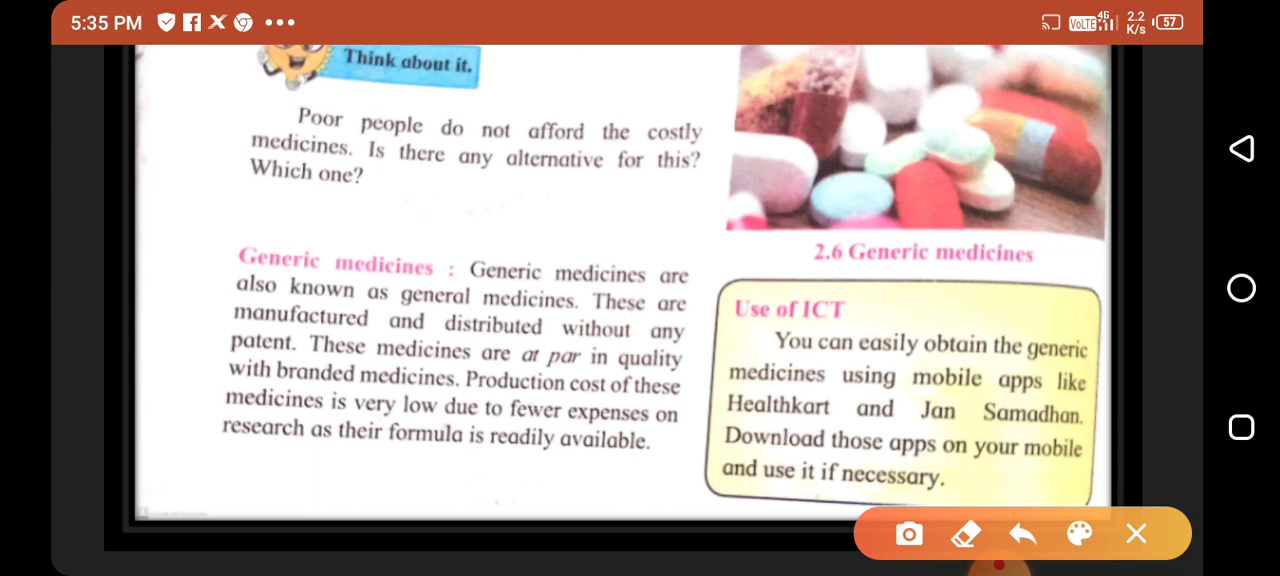 5:35 PM
4G
VoLTE
2.2
K/s
57
Think about it.
Poor people do not afford the costly
medicines. Is there any alternative for this?
Which one?
2.6 Generic medicines
Generic medicines : Generic medicines are
also known as general medicines. These are
manufactured and distributed without any
patent. These medicines are at par in quality
with branded medicines. Production cost of these
medicines is very low due to fewer expenses on
research as their formula is readily available.
Use of ICT
You can easily obtain the generic
medicines using mobile apps like
Healthkart and Jan Samadhan.
Download those apps on your mobile
and use it if necessary.